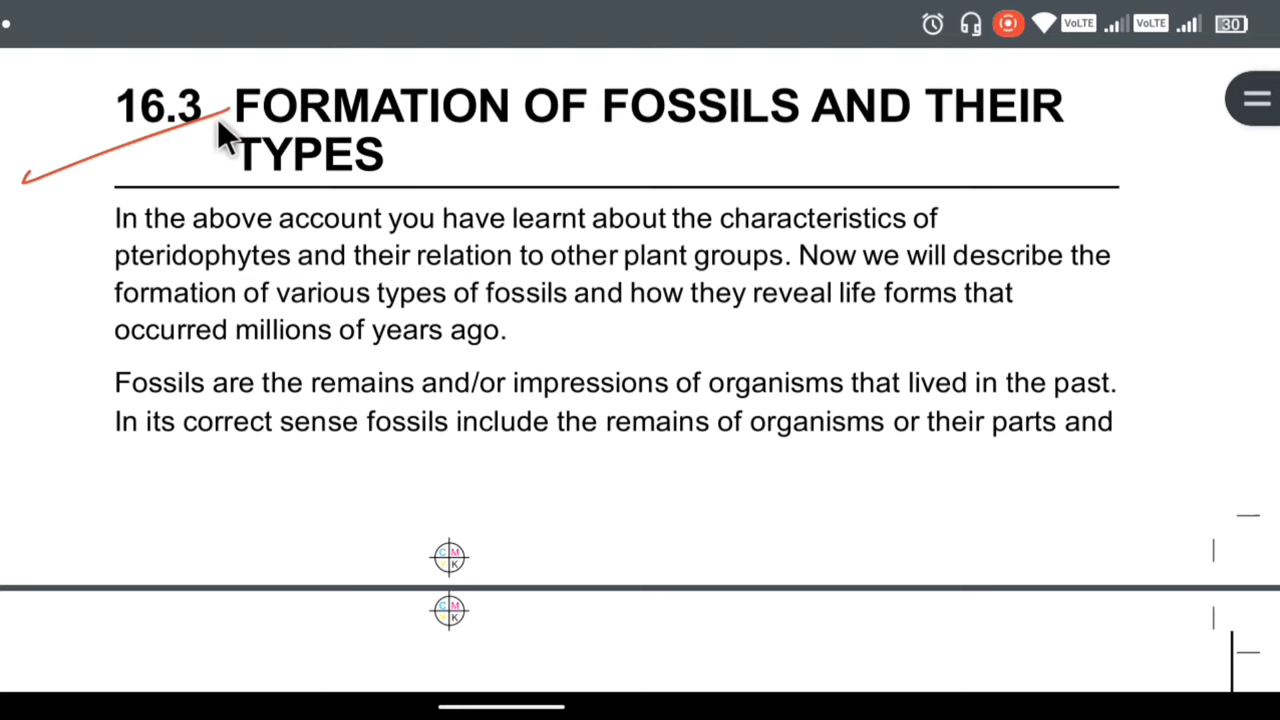 VoLTE VoLTE 30
16.3 FORMATION OF FOSSILS AND THEIR
TYPES
In the above account you have learnt about the characteristics of
pteridophytes and their relation to other plant groups. Now we will describe the
formation of various types of fossils and how they reveal life forms that
occurred millions of years ago.
Fossils are the remains and/or impressions of organisms that lived in the past.
In its correct sense fossils include the remains of organisms or their parts and
C M
Y K
C M
Y K